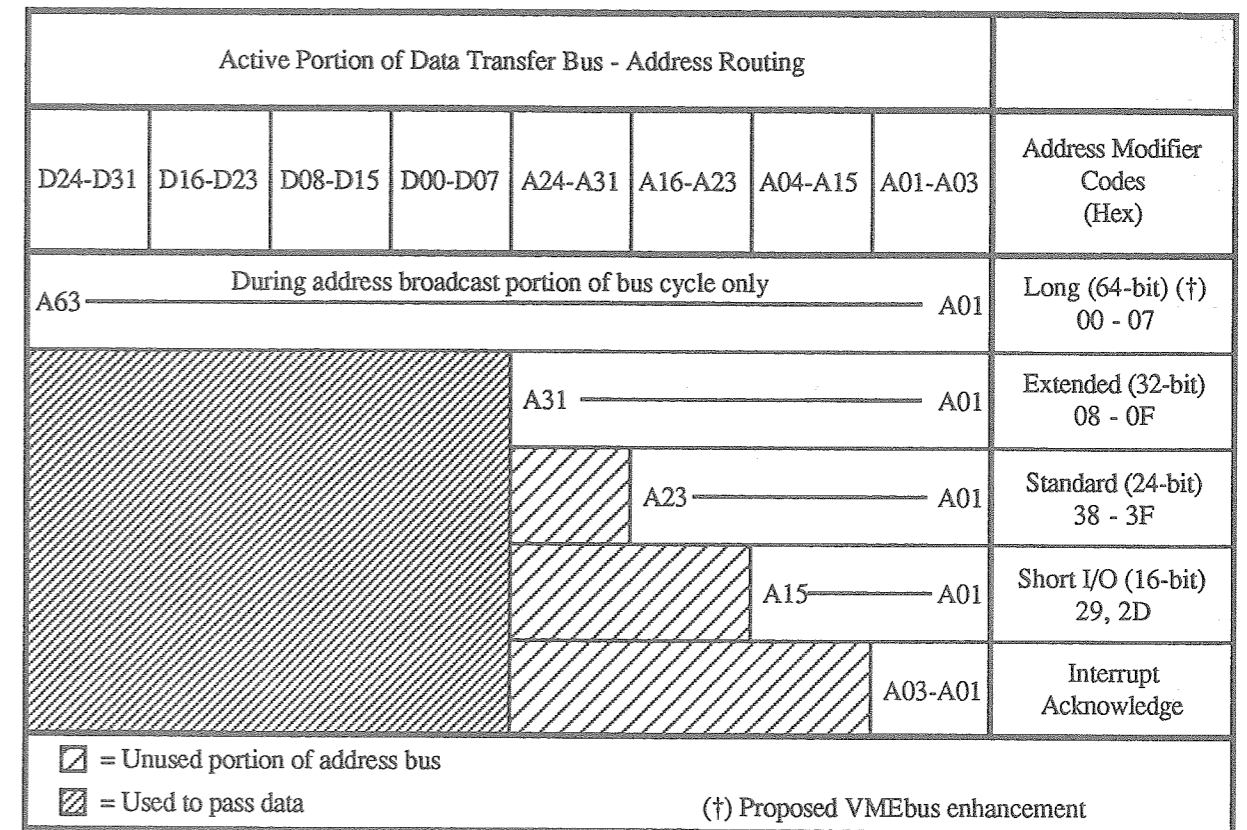 Active Portion of Data Transfer Bus - Address Routing
D24-D31 D16-D23 D08-D15 D00-D07 A24-A31 A16-A23 A04-A15 A01-A03
Address Modifier
Codes
(Hex)
During address broadcast portion of bus cycle only
A63 A01
Long (64-bit) (†)
00 - 07
A31 A01
Extended (32-bit)
08 - 0F
A23 A01
Standard (24-bit)
38 - 3F
A15 A01
Short I/O (16-bit)
29, 2D
A03-A01
Interrupt
Acknowledge
= Unused portion of address bus
= Used to pass data
(†) Proposed VMEbus enhancement